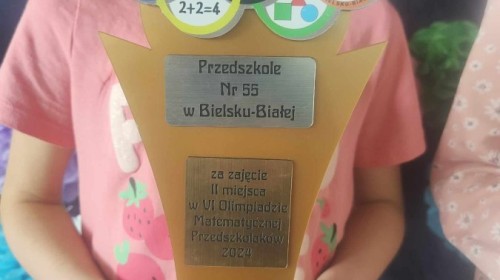 2+2=4
Przedszkole
Nr 55
w Bielsku-Białej
za zajęcie
II miejsca
w VI Olimpiadzie
Matematycznej
Przedszkolaków
2024